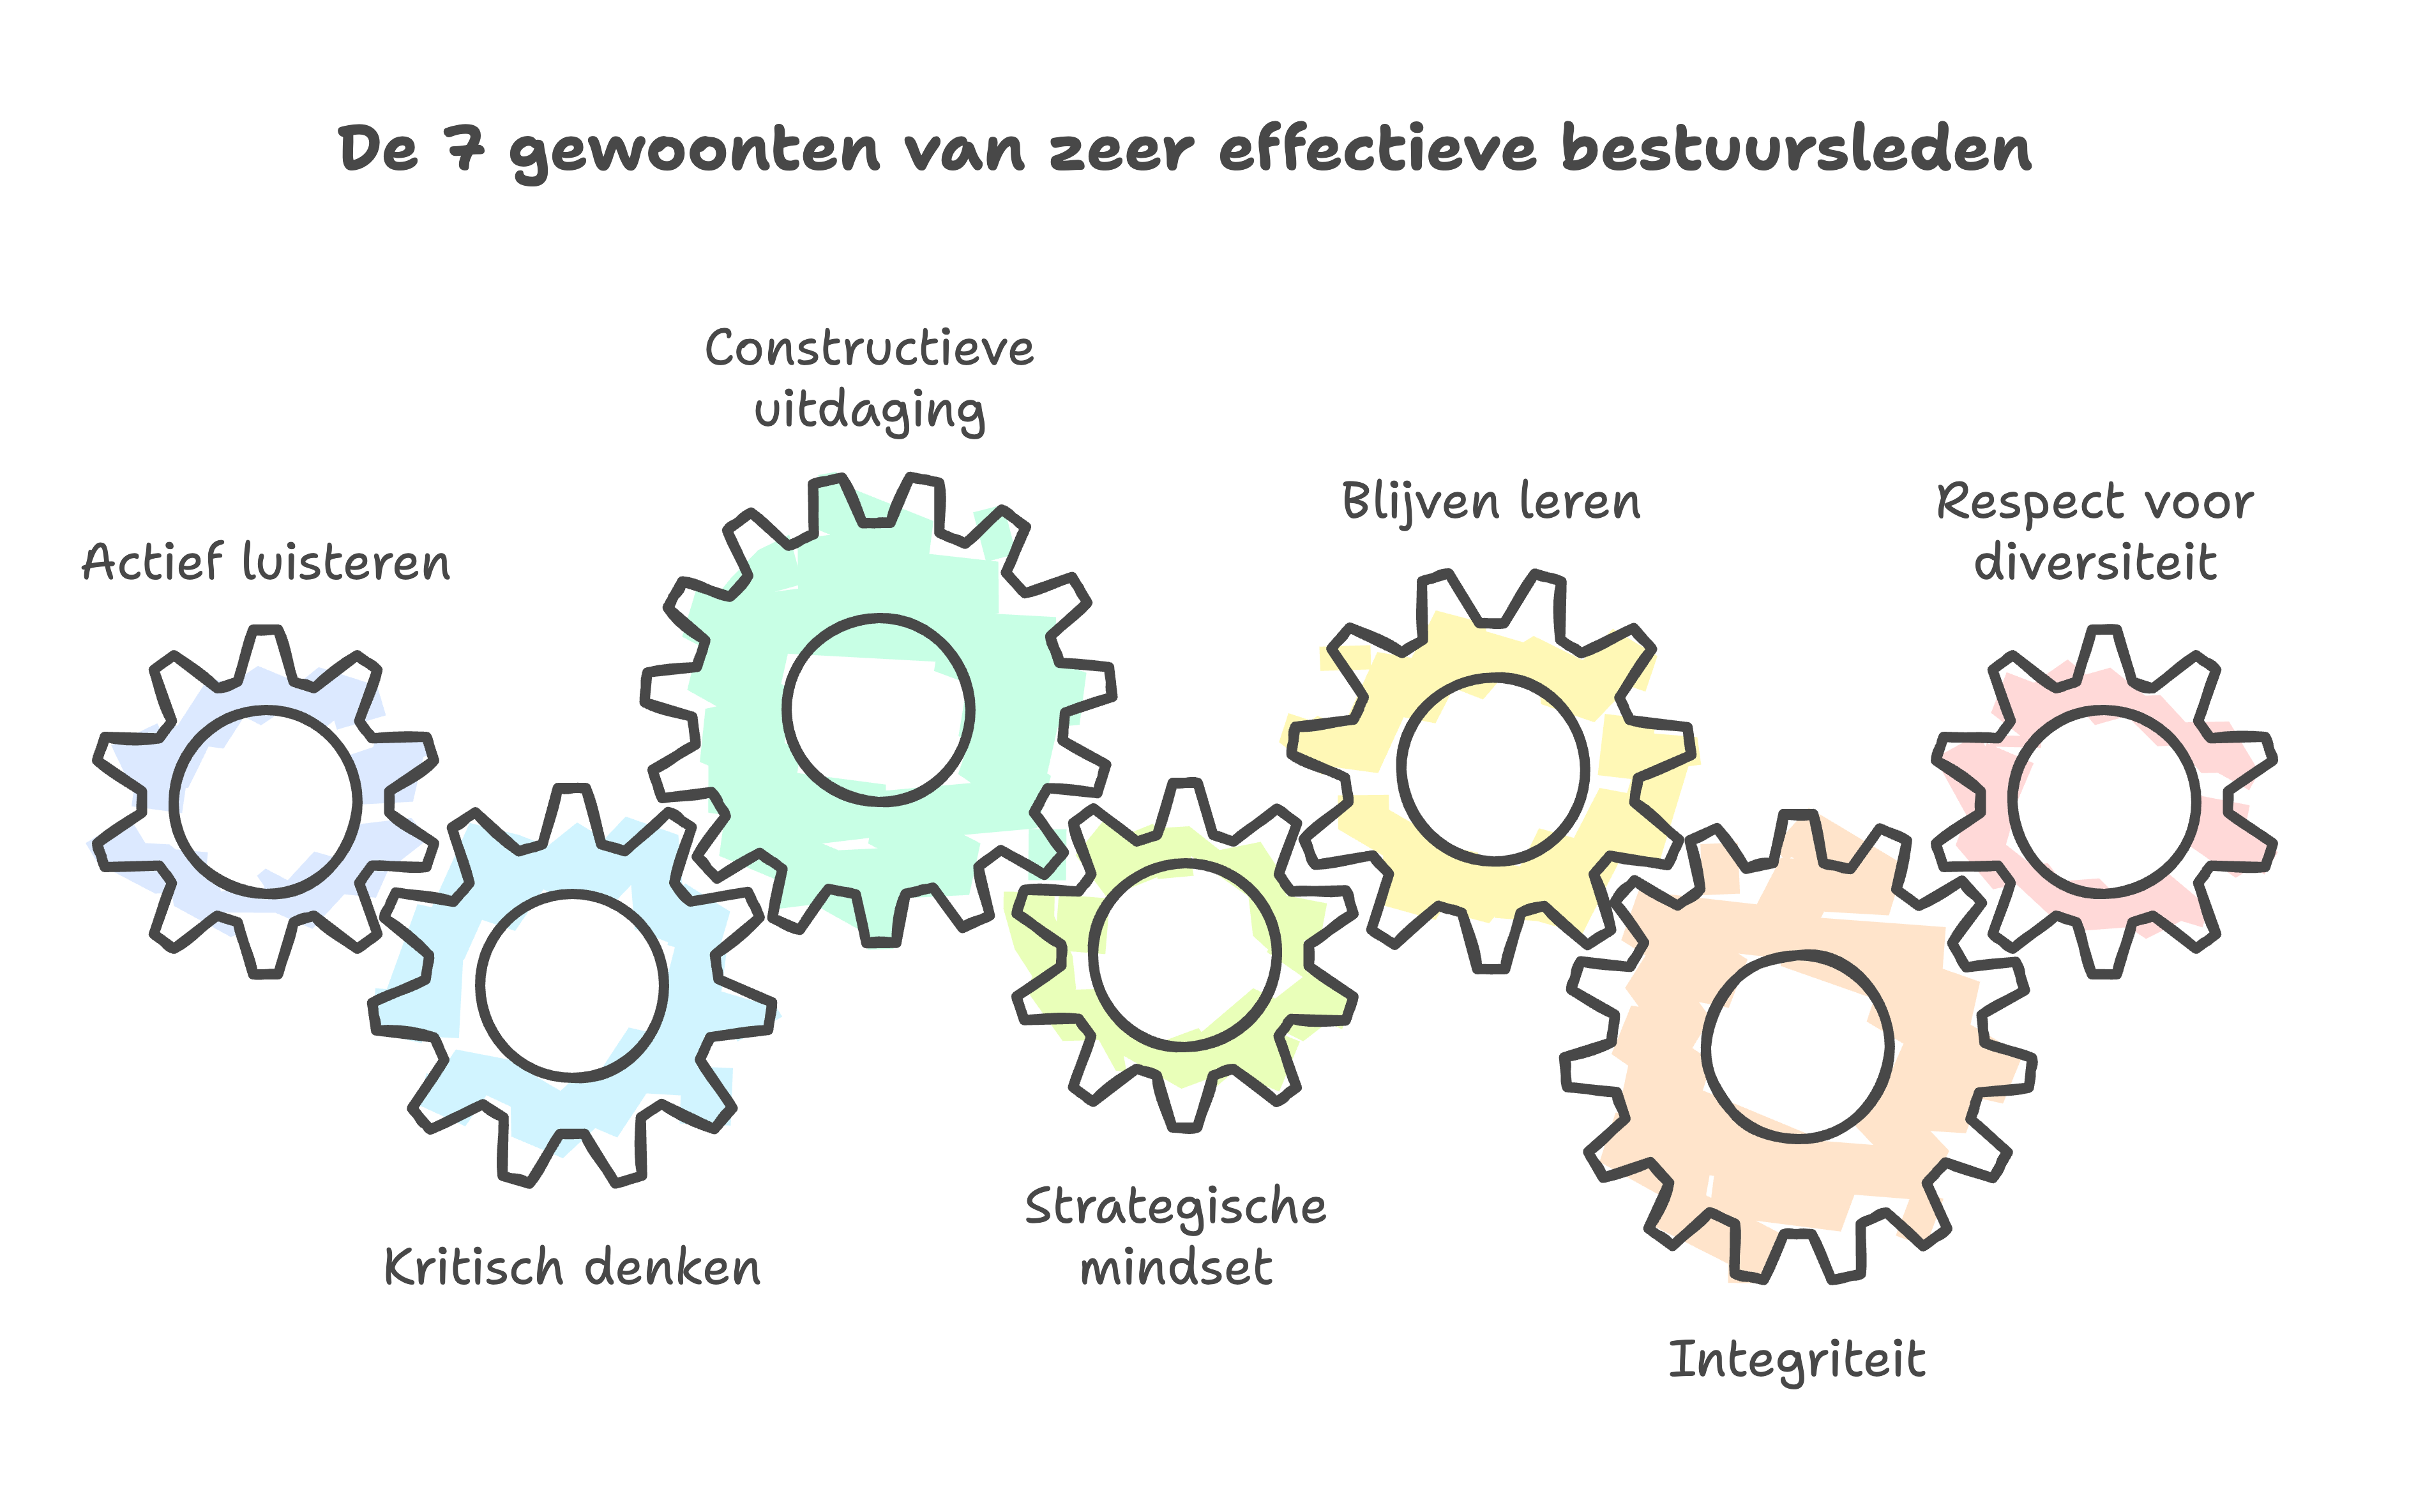 De 7 gewoonten van zeer effectieve bestuursleden
Constructieve
uitdaging
Blijven leren
Respect voor
diversiteit
Actief luisteren
Strategische
mindset
Kritisch denken
Integriteit